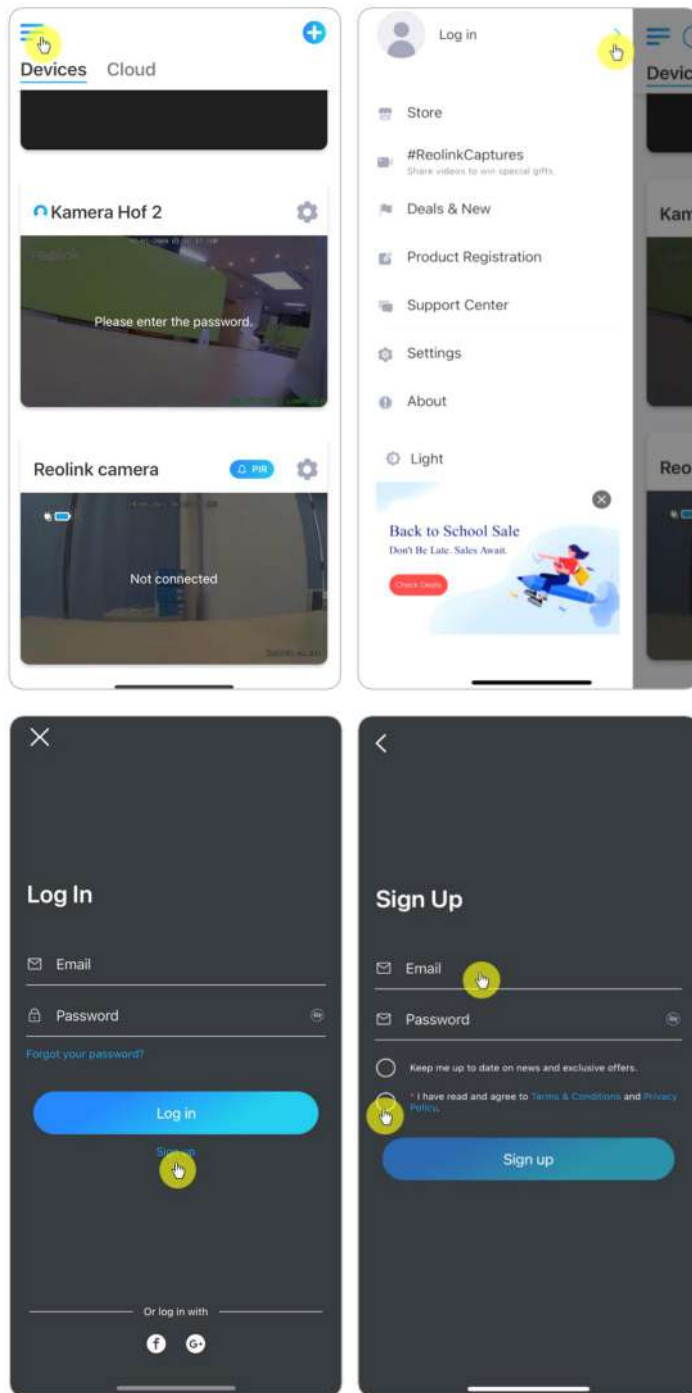 Devices Cloud
Kamera Hof 2
reolink
Please enter the password.
Reolink camera
PIR
Not connected
Log in
Store
#ReolinkCaptures
Share videos to win special gifts.
Deals & New
Product Registration
Support Center
Settings
About
Light
Back to School Sale
Don't Be Late. Sales Await.
Check Deals
Devic
Kam
Reo
Log In
Email
Password
Forgot your password?
Log in
Sign up
Or log in with
f G+
Sign Up
Email
Password
Keep me up to date on news and exclusive offers.
* I have read and agree to Terms & Conditions and Privacy
Policy.
Sign up